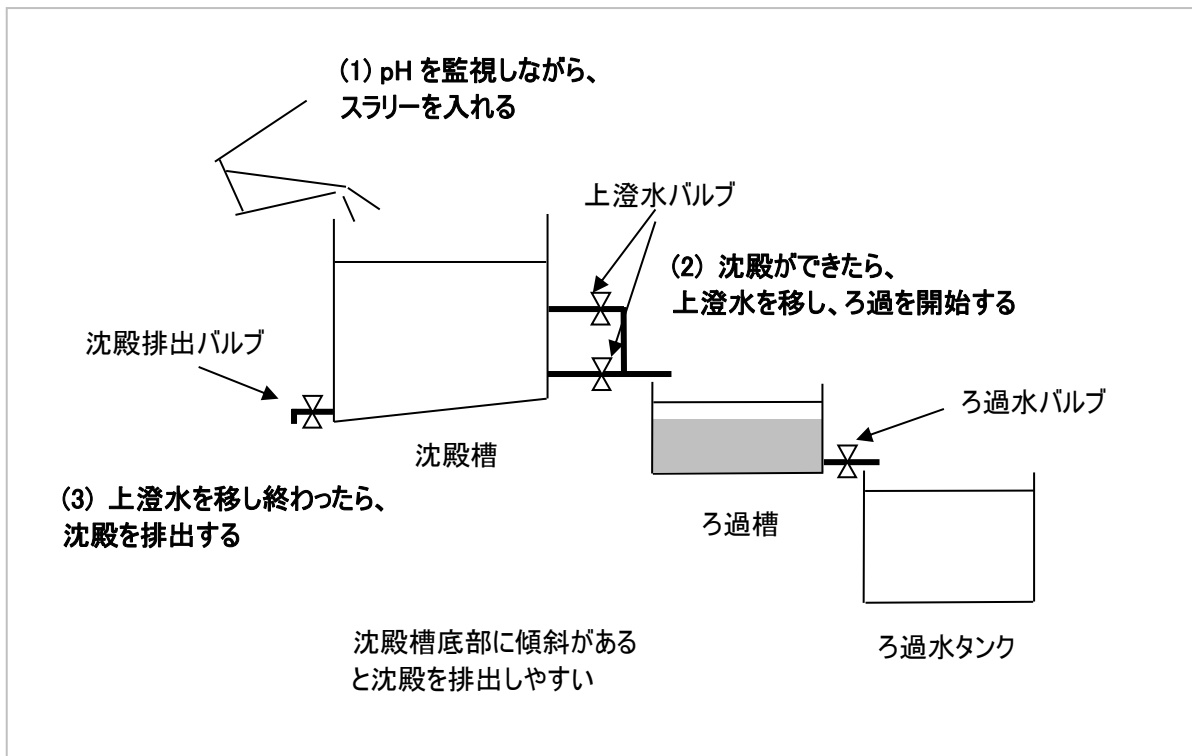 (1) pH を監視しながら、
スラリーを入れる
上澄水バルブ
(2) 沈殿ができたら、
上澄水を移し、ろ過を開始する
沈殿排出バルブ
ろ過水バルブ
沈殿槽
(3) 上澄水を移し終わったら、
沈殿を排出する
ろ過槽
沈殿槽底部に傾斜がある
と沈殿を排出しやすい
ろ過水タンク